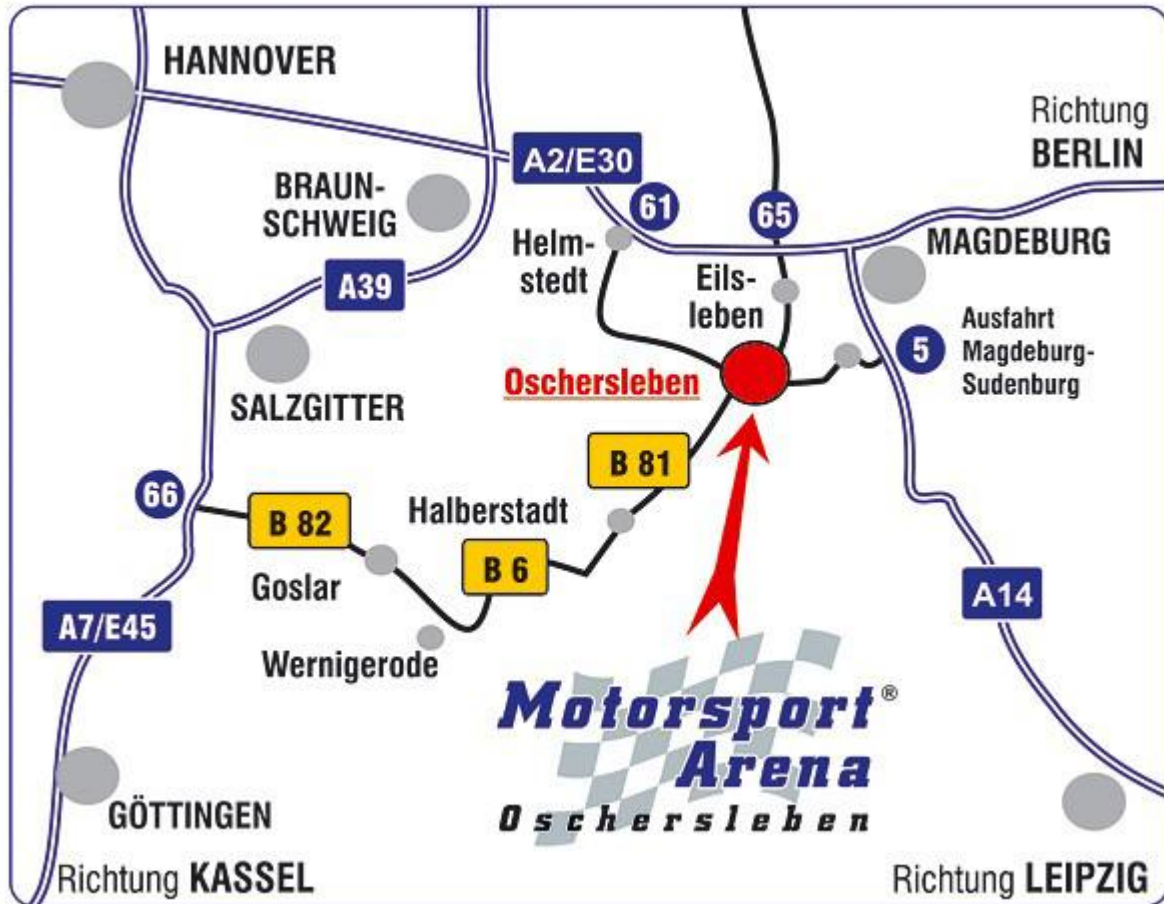 HANNOVER
Richtung
BERLIN
A2/E30
BRAUN-
SCHWEIG
61
65
Helm-
stedt
MAGDEBURG
A39
Eils-
leben
Ausfahrt
Magdeburg-
Sudenburg
5
Oschersleben
SALZGITTER
B 81
66
B 82
Halberstadt
Goslar
B 6
A14
A7/E45
Wernigerode
Motorsport®
Arena
Oschersleben
GÖTTINGEN
Richtung KASSEL
Richtung LEIPZIG